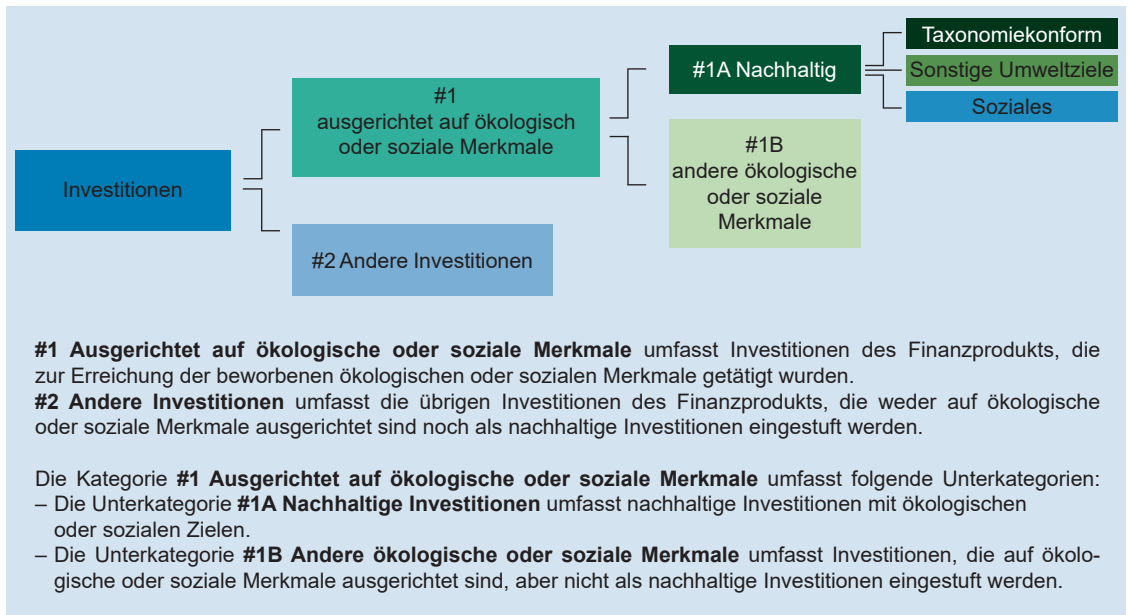 Taxonomiekonform
#1A Nachhaltig
Sonstige Umweltziele
Soziales
#1
ausgerichtet auf ökologisch
oder soziale Merkmale
#1B
andere ökologische
oder soziale
Merkmale
Investitionen
#2 Andere Investitionen
#1 Ausgerichtet auf ökologische oder soziale Merkmale umfasst Investitionen des Finanzprodukts, die
zur Erreichung der beworbenen ökologischen oder sozialen Merkmale getätigt wurden.
#2 Andere Investitionen umfasst die übrigen Investitionen des Finanzprodukts, die weder auf ökologische
oder soziale Merkmale ausgerichtet sind noch als nachhaltige Investitionen eingestuft werden.
Die Kategorie #1 Ausgerichtet auf ökologische oder soziale Merkmale umfasst folgende Unterkategorien:
– Die Unterkategorie #1A Nachhaltige Investitionen umfasst nachhaltige Investitionen mit ökologischen
oder sozialen Zielen.
– Die Unterkategorie #1B Andere ökologische oder soziale Merkmale umfasst Investitionen, die auf ökolo-
gische oder soziale Merkmale ausgerichtet sind, aber nicht als nachhaltige Investitionen eingestuft werden.